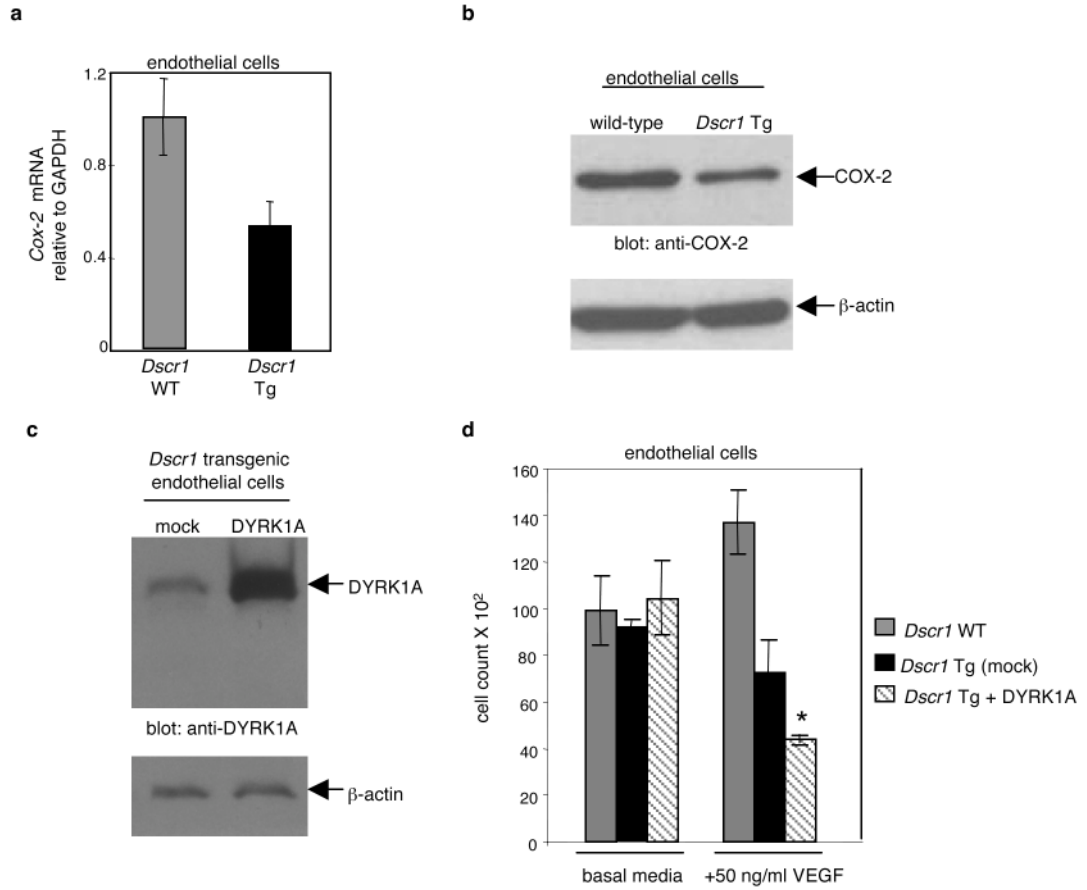 a
endothelial cells
1.2
0.8
0.4
0
Cox-2 mRNA
relative to GAPDH
Dscr1
WT
Dscr1
Tg
b
endothelial cells
wild-type Dscr1 Tg
COX-2
blot: anti-COX-2
β-actin
c
Dscr1 transgenic
endothelial cells
mock DYRK1A
DYRK1A
blot: anti-DYRK1A
β-actin
d
endothelial cells
160
140
120
100
80
60
40
20
0
cell count X 10²
*
basal media +50 ng/ml VEGF
Dscr1 WT
Dscr1 Tg (mock)
Dscr1 Tg + DYRK1A